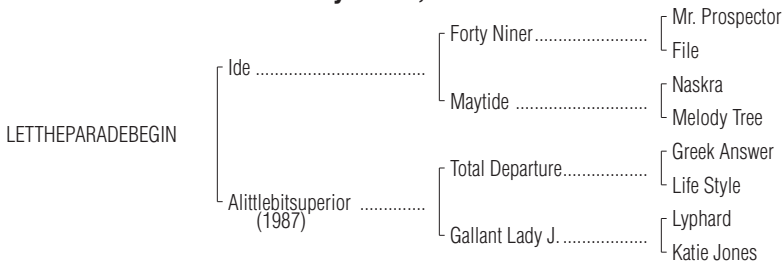 Mr. Prospector
Forty Niner
File
Ide
Naskra
Maytide
Melody Tree
LETTHEPARADEBEGIN
Greek Answer
Total Departure
Life Style
Alittlebitsuperior
(1987)
Lyphard
Gallant Lady J.
Katie Jones